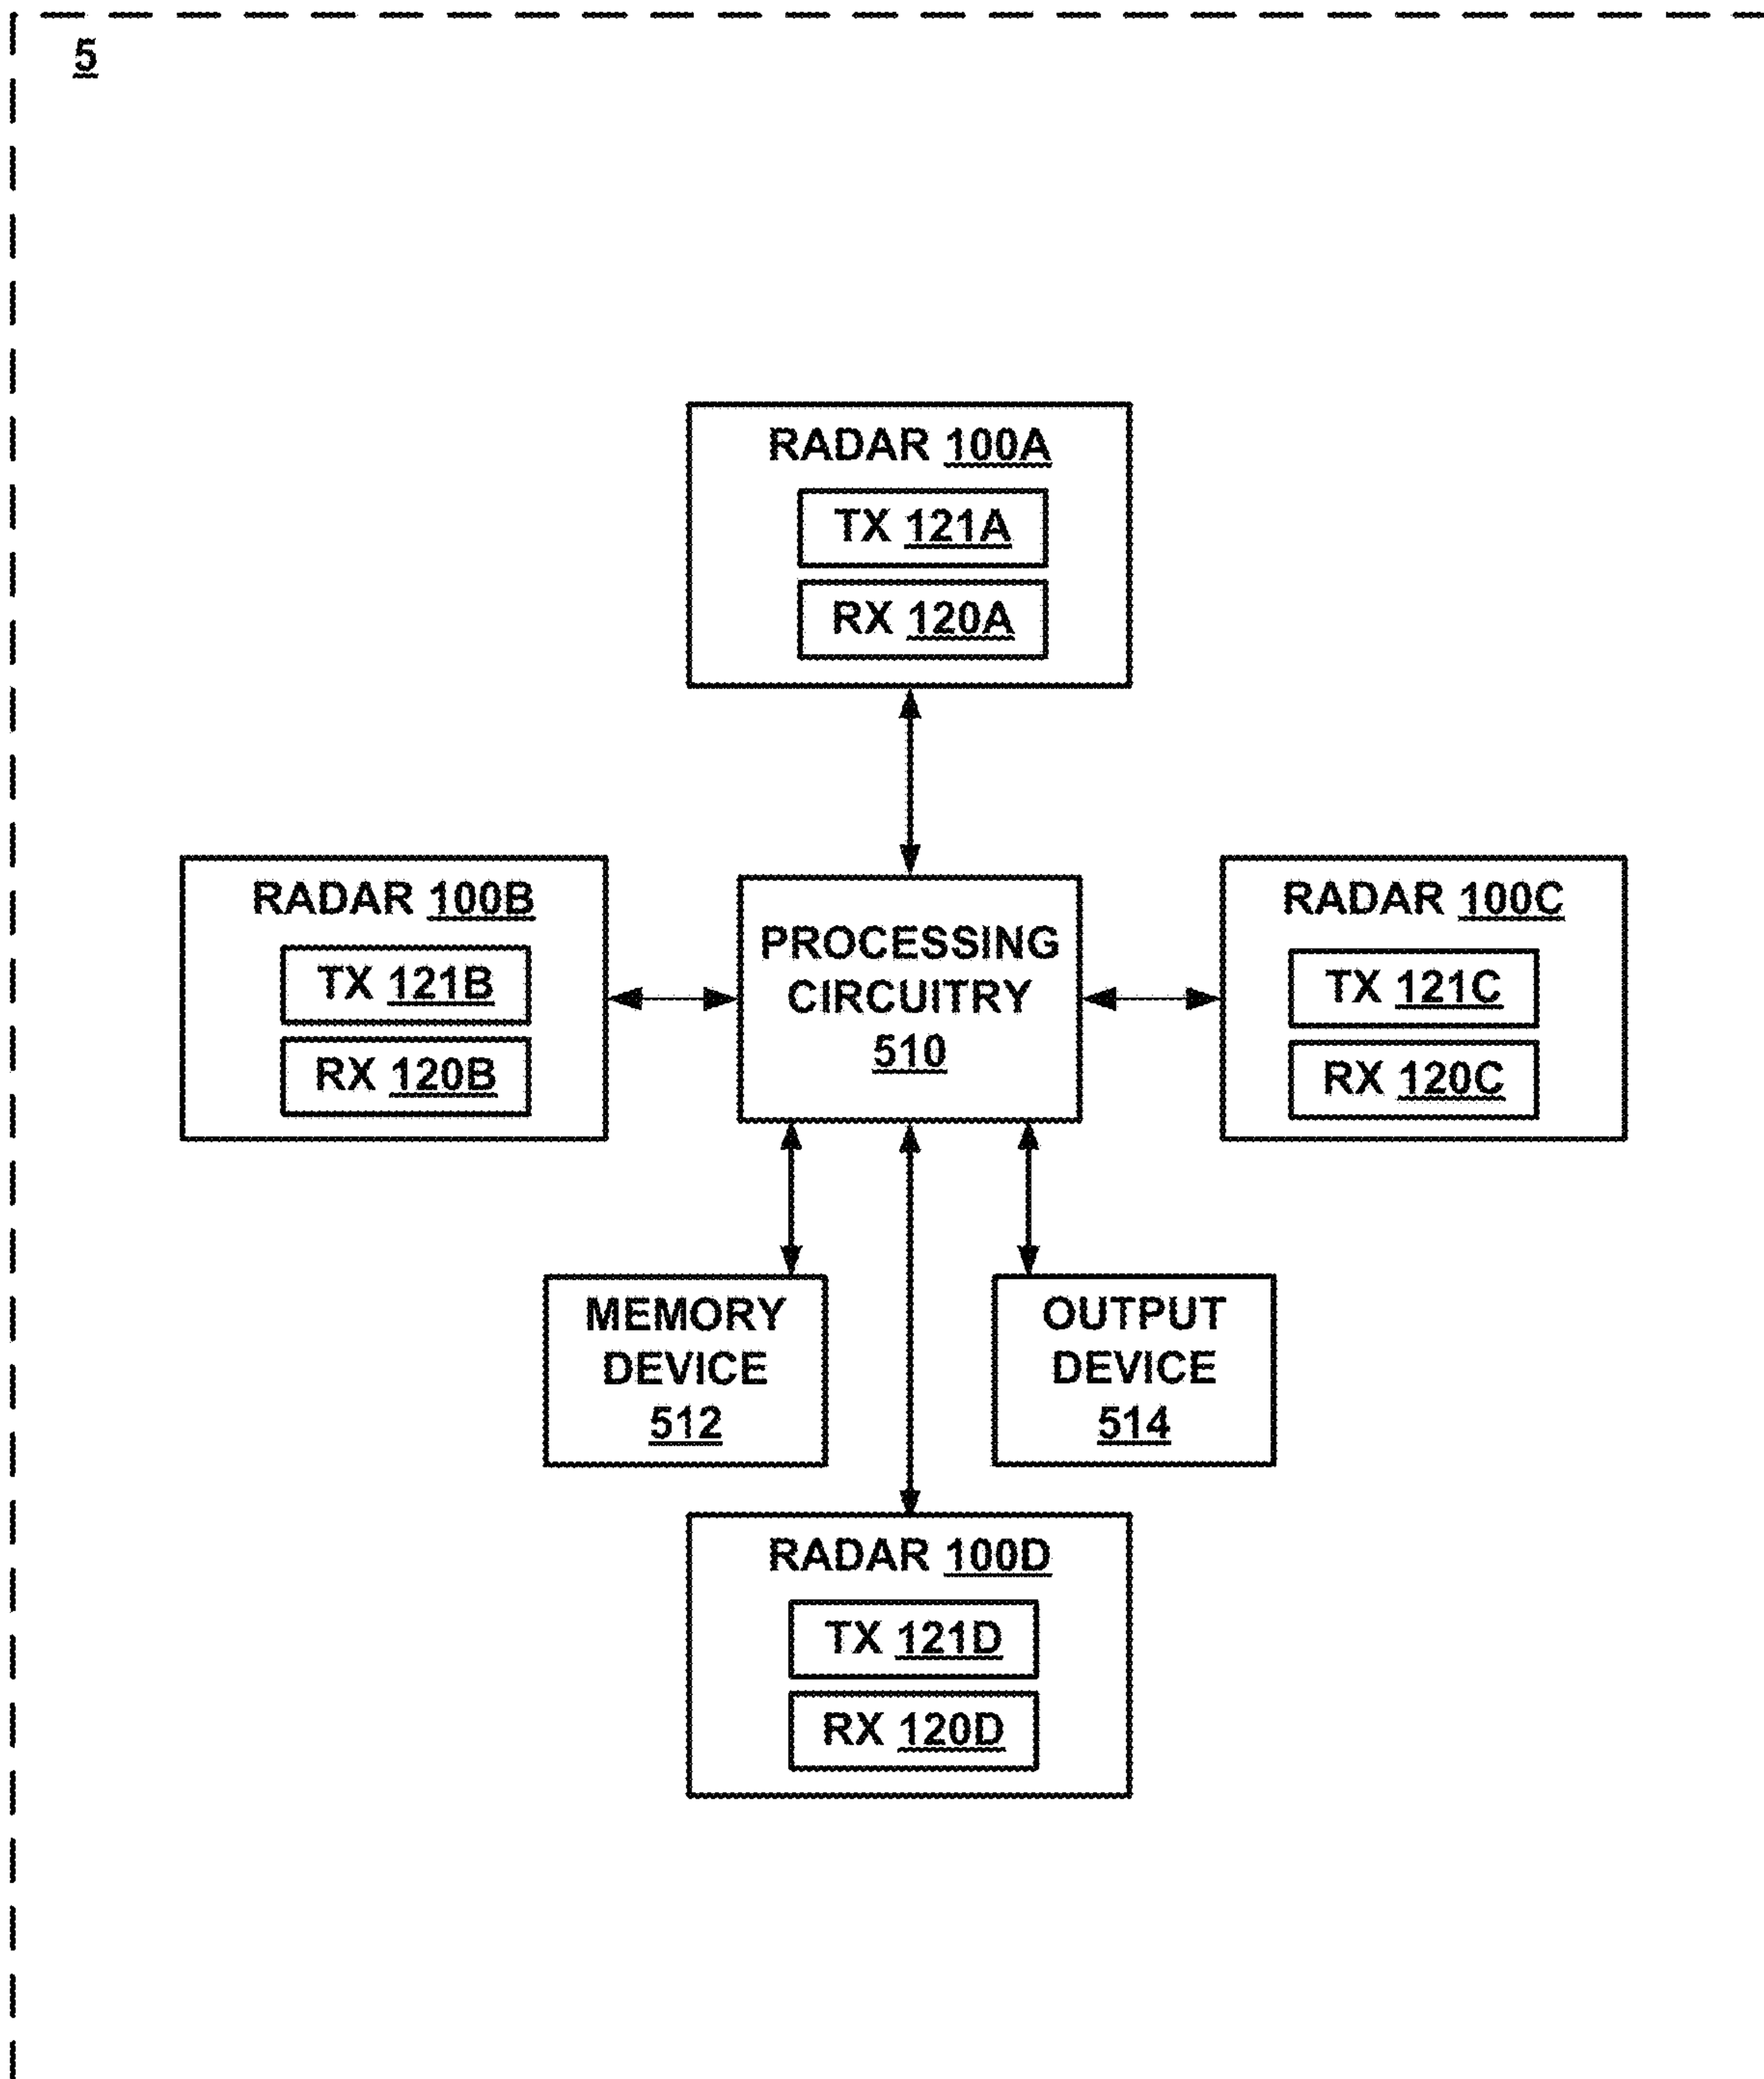 5
RADAR 100A
TX 121A
RX 120A
RADAR 100B
TX 121B
RX 120B
PROCESSING
CIRCUITRY
510
RADAR 100C
TX 121C
RX 120C
MEMORY
DEVICE
512
OUTPUT
DEVICE
514
RADAR 100D
TX 121D
RX 120D